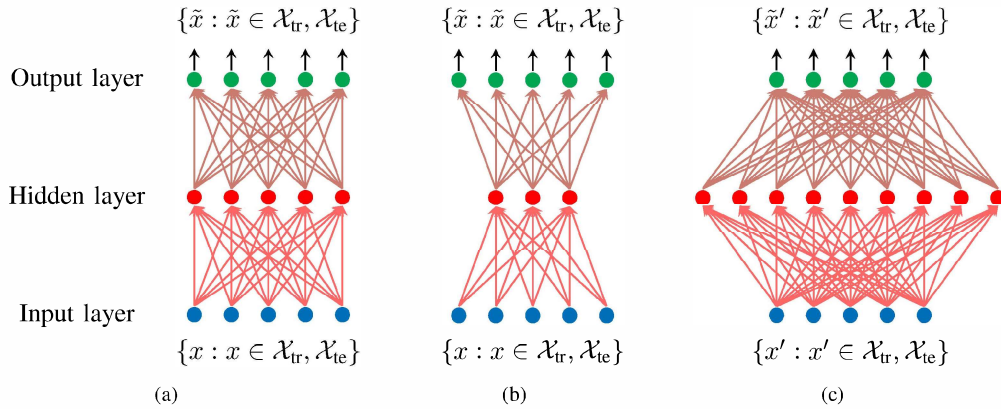 {x̃ : x̃ ∈ 𝒳tr, 𝒳te} {x̃ : x̃ ∈ 𝒳tr, 𝒳te} {x̃′ : x̃′ ∈ 𝒳tr, 𝒳te}
Output layer
Hidden layer
Input layer
{x : x ∈ 𝒳tr, 𝒳te} {x : x ∈ 𝒳tr, 𝒳te} {x′ : x′ ∈ 𝒳tr, 𝒳te}
(a) (b) (c)